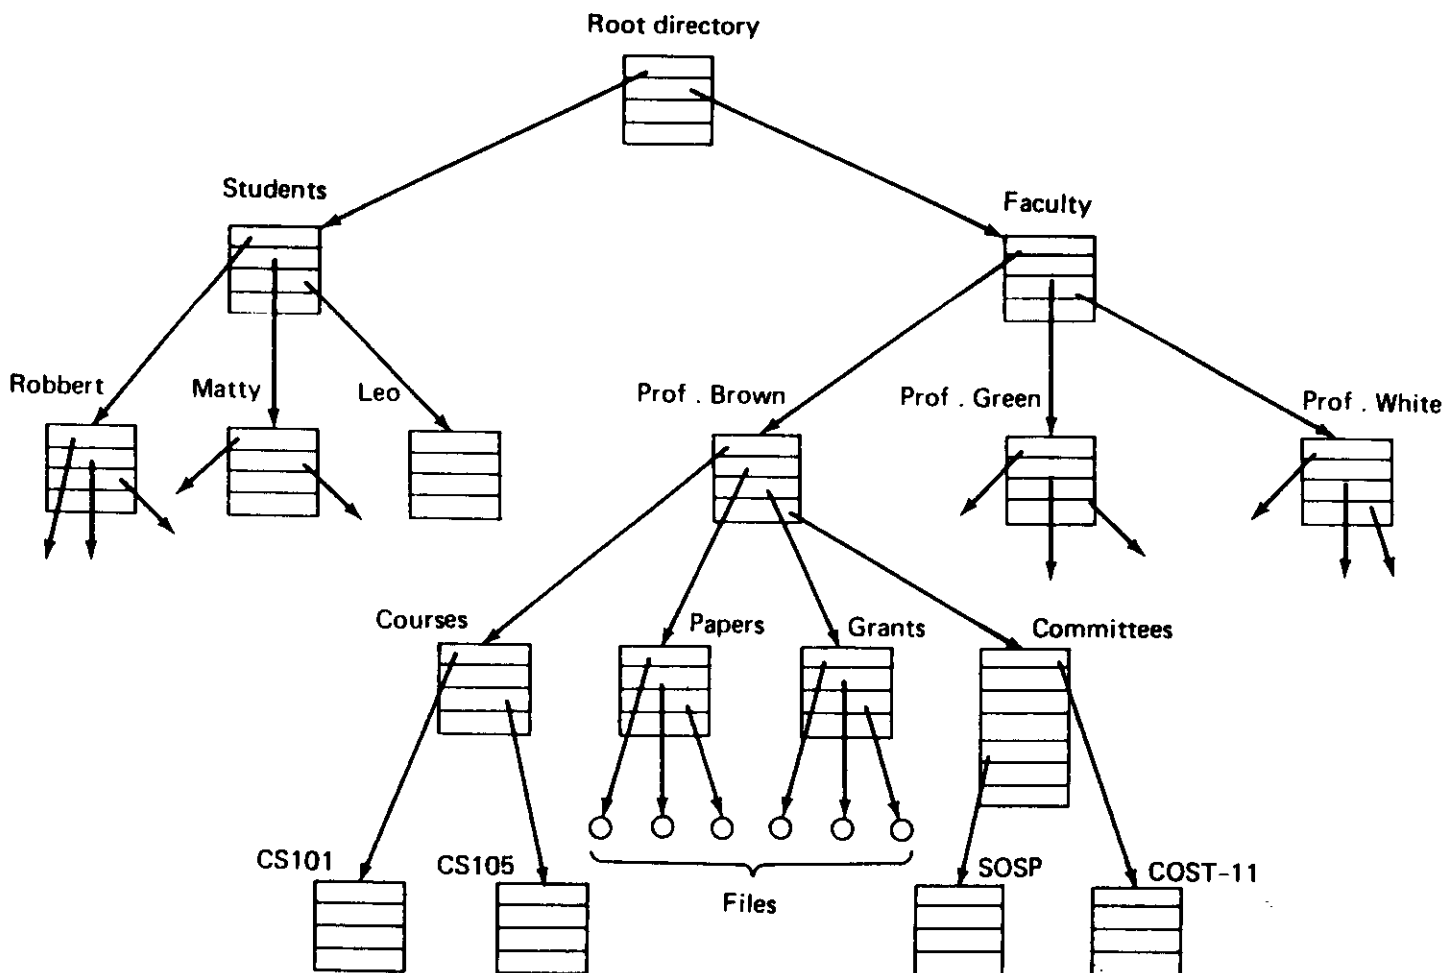 Root directory
Students
Faculty
Robbert
Matty
Leo
Prof . Brown
Prof . Green
Prof . White
Courses
Papers
Grants
Committees
CS101
CS105
Files
SOSP
COST-11